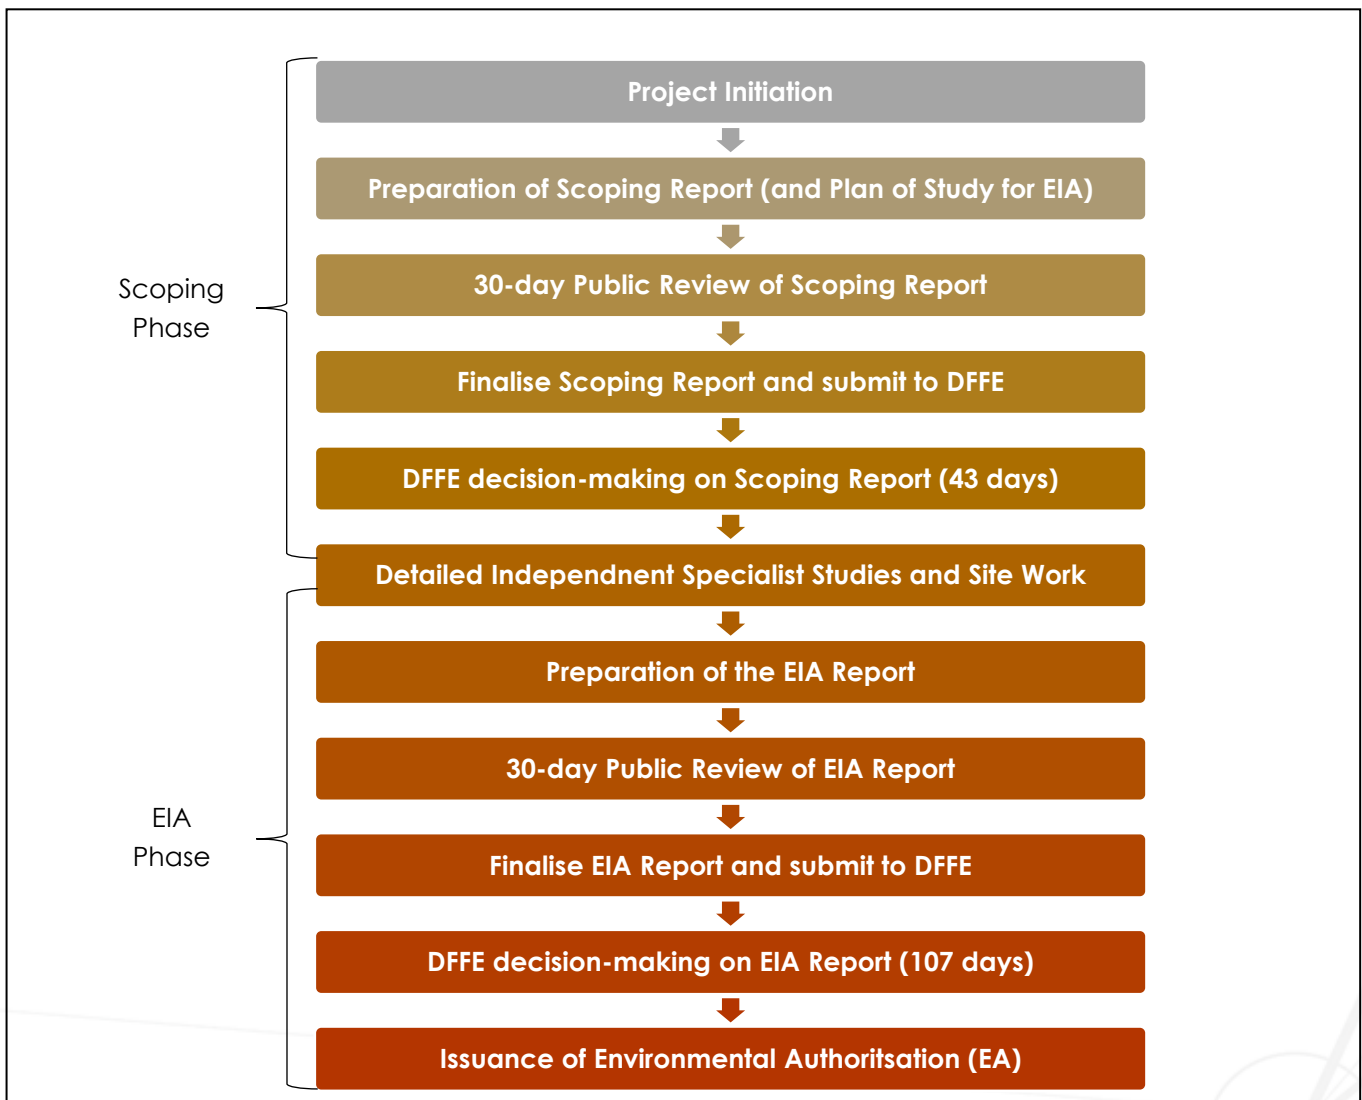 Project Initiation
Preparation of Scoping Report (and Plan of Study for EIA)
30-day Public Review of Scoping Report
Scoping
Phase
Finalise Scoping Report and submit to DFFE
DFFE decision-making on Scoping Report (43 days)
Detailed Independnent Specialist Studies and Site Work
Preparation of the EIA Report
30-day Public Review of EIA Report
EIA
Phase
Finalise EIA Report and submit to DFFE
DFFE decision-making on EIA Report (107 days)
Issuance of Environmental Authoritsation (EA)